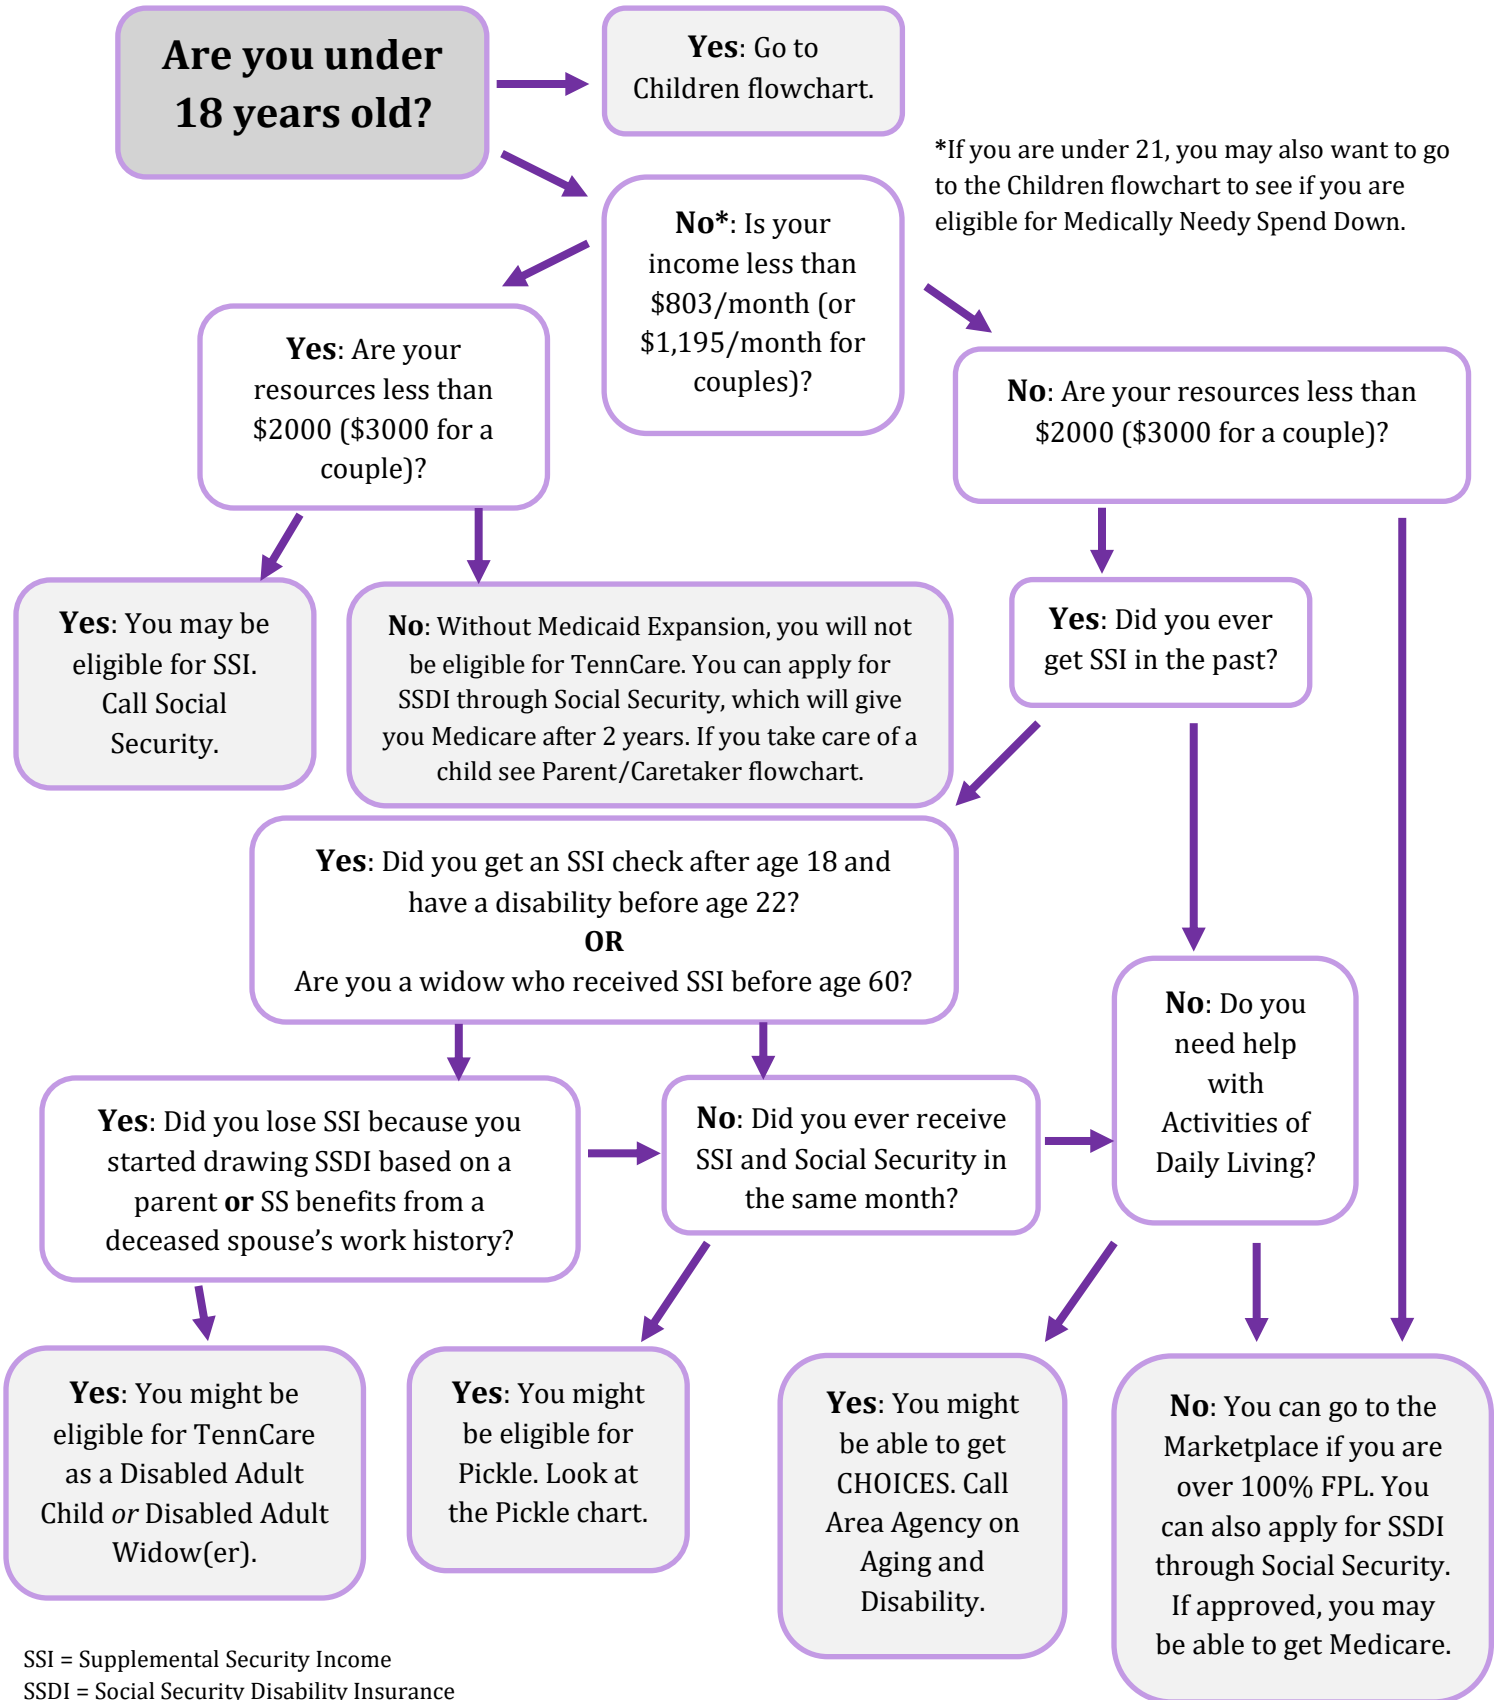 Are you under
18 years old?
Yes: Go to
Children flowchart.
*If you are under 21, you may also want to go
to the Children flowchart to see if you are
eligible for Medically Needy Spend Down.
No*: Is your
income less than
$803/month (or
$1,195/month for
couples)?
Yes: Are your
resources less than
$2000 ($3000 for a
couple)?
No: Are your resources less than
$2000 ($3000 for a couple)?
Yes: You may be
eligible for SSI.
Call Social
Security.
No: Without Medicaid Expansion, you will not
be eligible for TennCare. You can apply for
SSDI through Social Security, which will give
you Medicare after 2 years. If you take care of a
child see Parent/Caretaker flowchart.
Yes: Did you ever
get SSI in the past?
Yes: Did you get an SSI check after age 18 and
have a disability before age 22?
OR
Are you a widow who received SSI before age 60?
No: Do you
need help
with
Activities of
Daily Living?
Yes: Did you lose SSI because you
started drawing SSDI based on a
parent or SS benefits from a
deceased spouse’s work history?
No: Did you ever receive
SSI and Social Security in
the same month?
Yes: You might be
eligible for TennCare
as a Disabled Adult
Child or Disabled Adult
Widow(er).
Yes: You might
be eligible for
Pickle. Look at
the Pickle chart.
Yes: You might
be able to get
CHOICES. Call
Area Agency on
Aging and
Disability.
No: You can go to the
Marketplace if you are
over 100% FPL. You
can also apply for SSDI
through Social Security.
If approved, you may
be able to get Medicare.
SSI = Supplemental Security Income
SSDI = Social Security Disability Insurance